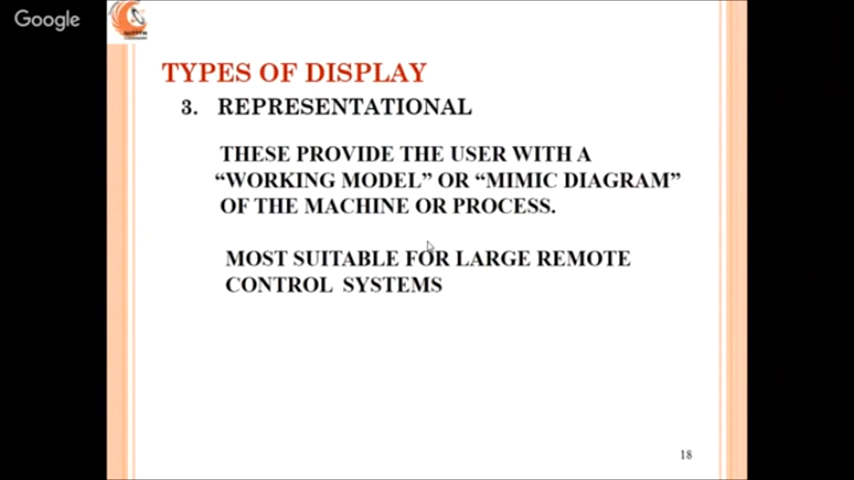 Google
TYPES OF DISPLAY
3. REPRESENTATIONAL
THESE PROVIDE THE USER WITH A
“WORKING MODEL” OR “MIMIC DIAGRAM”
OF THE MACHINE OR PROCESS.
MOST SUITABLE FOR LARGE REMOTE
CONTROL SYSTEMS
18